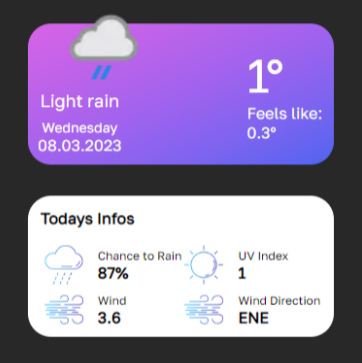 1°
Light rain
Feels like:
0.3°
Wednesday
08.03.2023
Todays Infos
Chance to Rain
87%
UV Index
1
Wind
3.6
Wind Direction
ENE